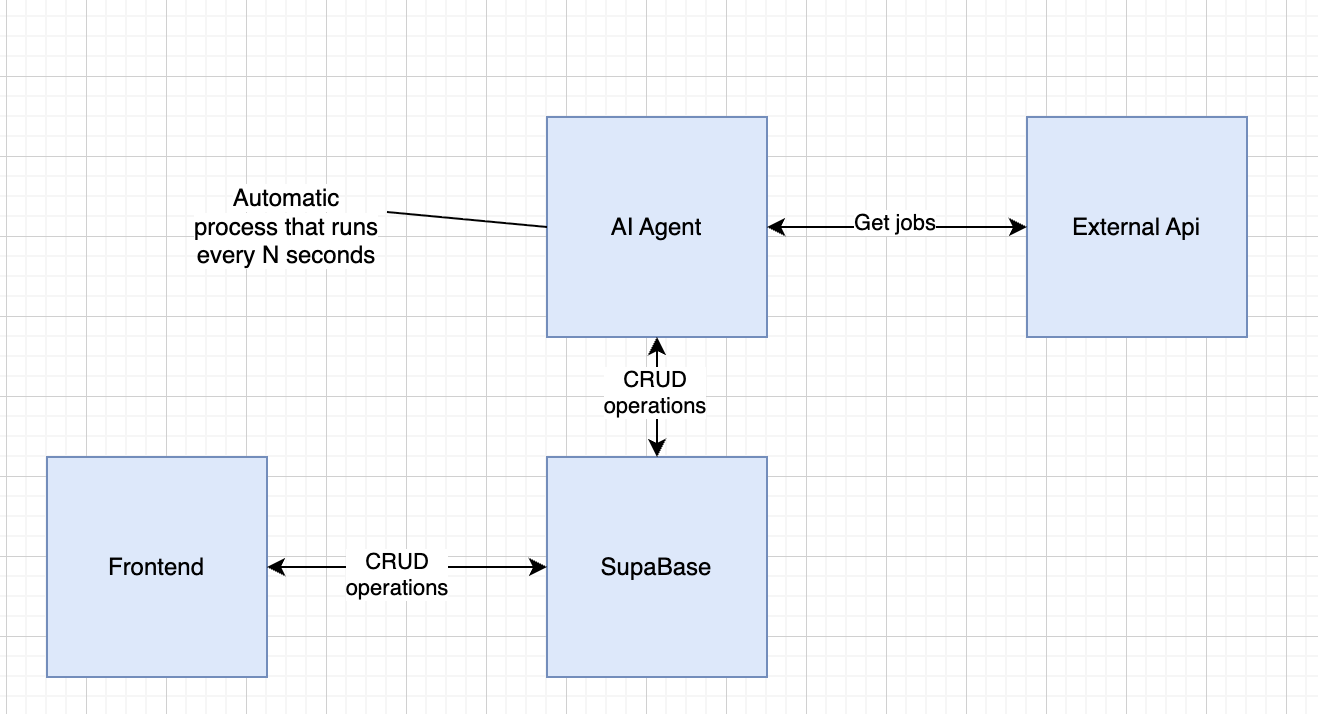 Automatic
process that runs
every N seconds
AI Agent
Get jobs
External Api
CRUD
operations
Frontend
CRUD
operations
SupaBase